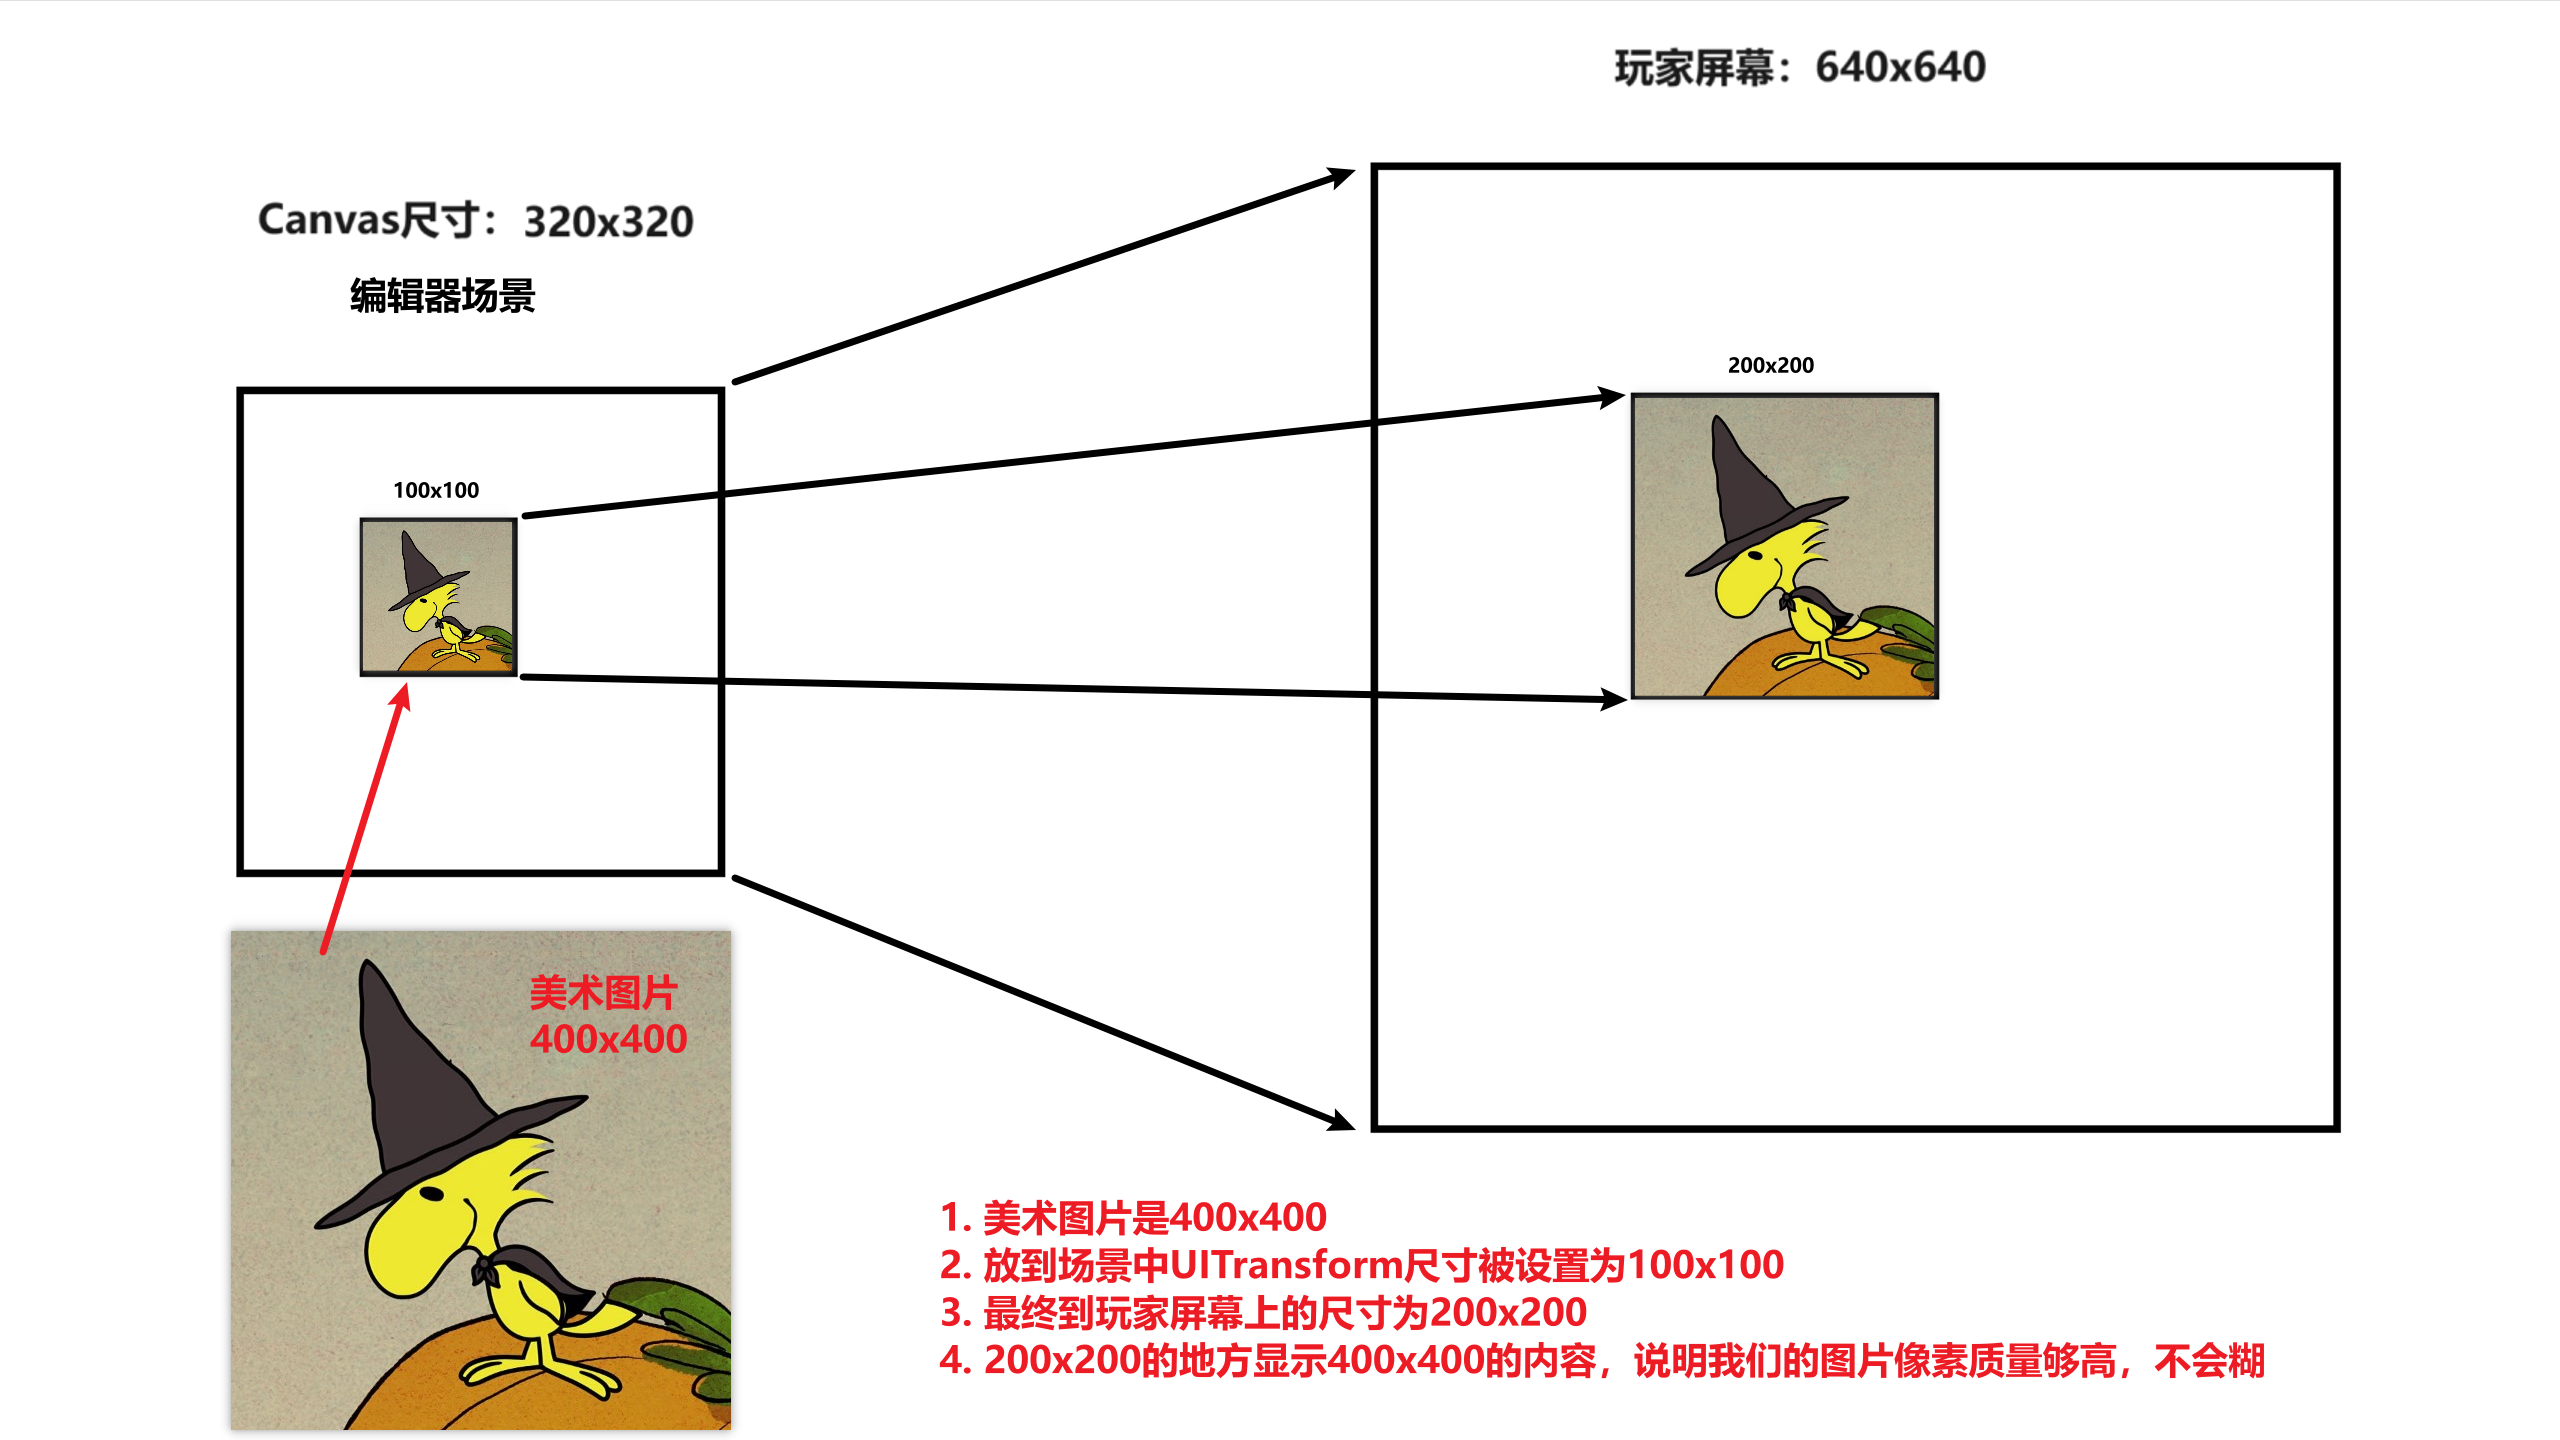 玩家屏幕：640x640
Canvas尺寸：320x320
编辑器场景
200x200
100x100
美术图片
400x400
1. 美术图片是400x400
2. 放到场景中UITransform尺寸被设置为100x100
3. 最终到玩家屏幕上的尺寸为200x200
4. 200x200的地方显示400x400的内容，说明我们的图片像素质量够高，不会糊